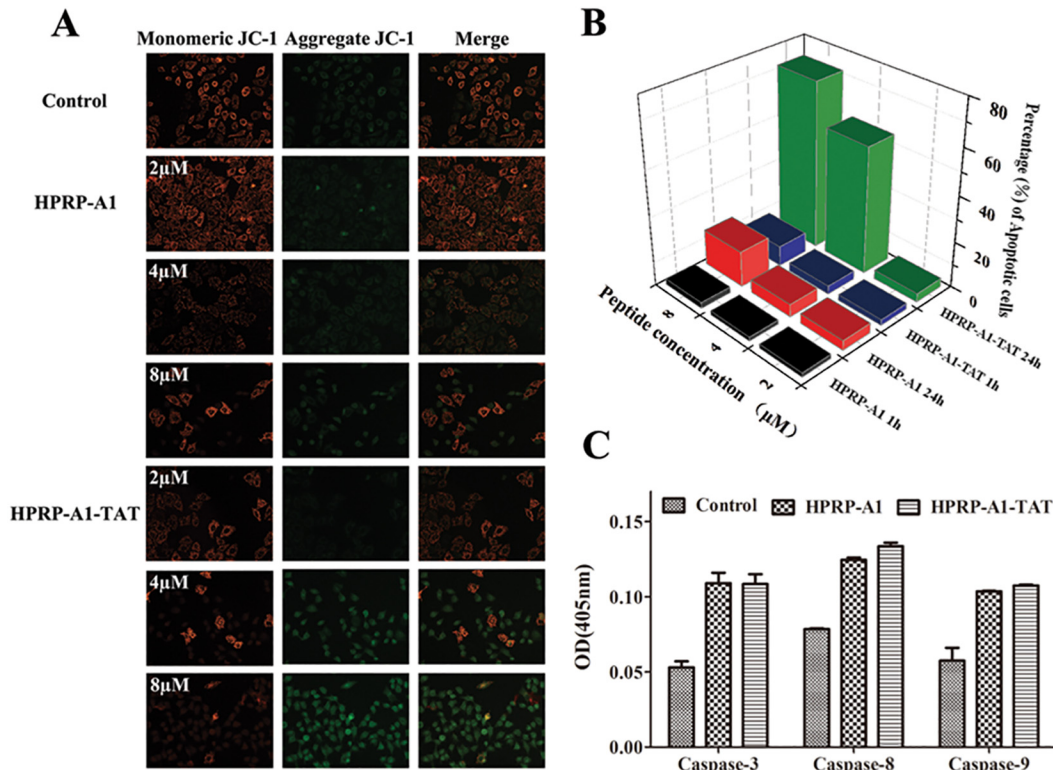 A
Monomeric JC-1 Aggregate JC-1 Merge
Control
2μM
HPRP-A1
4μM
8μM
2μM
HPRP-A1-TAT
4μM
8μM
B
80
60
40
20
0
Percentage (%) of Apoptotic cells
8
4
2
Peptide concentration (μM)
HPRP-A1-TAT 24h
HPRP-A1-TAT 1h
HPRP-A1 24h
HPRP-A1 1h
C
Control HPRP-A1 HPRP-A1-TAT
0.15
0.10
0.05
0.00
OD(405nm)
Caspase-3 Caspase-8 Caspase-9